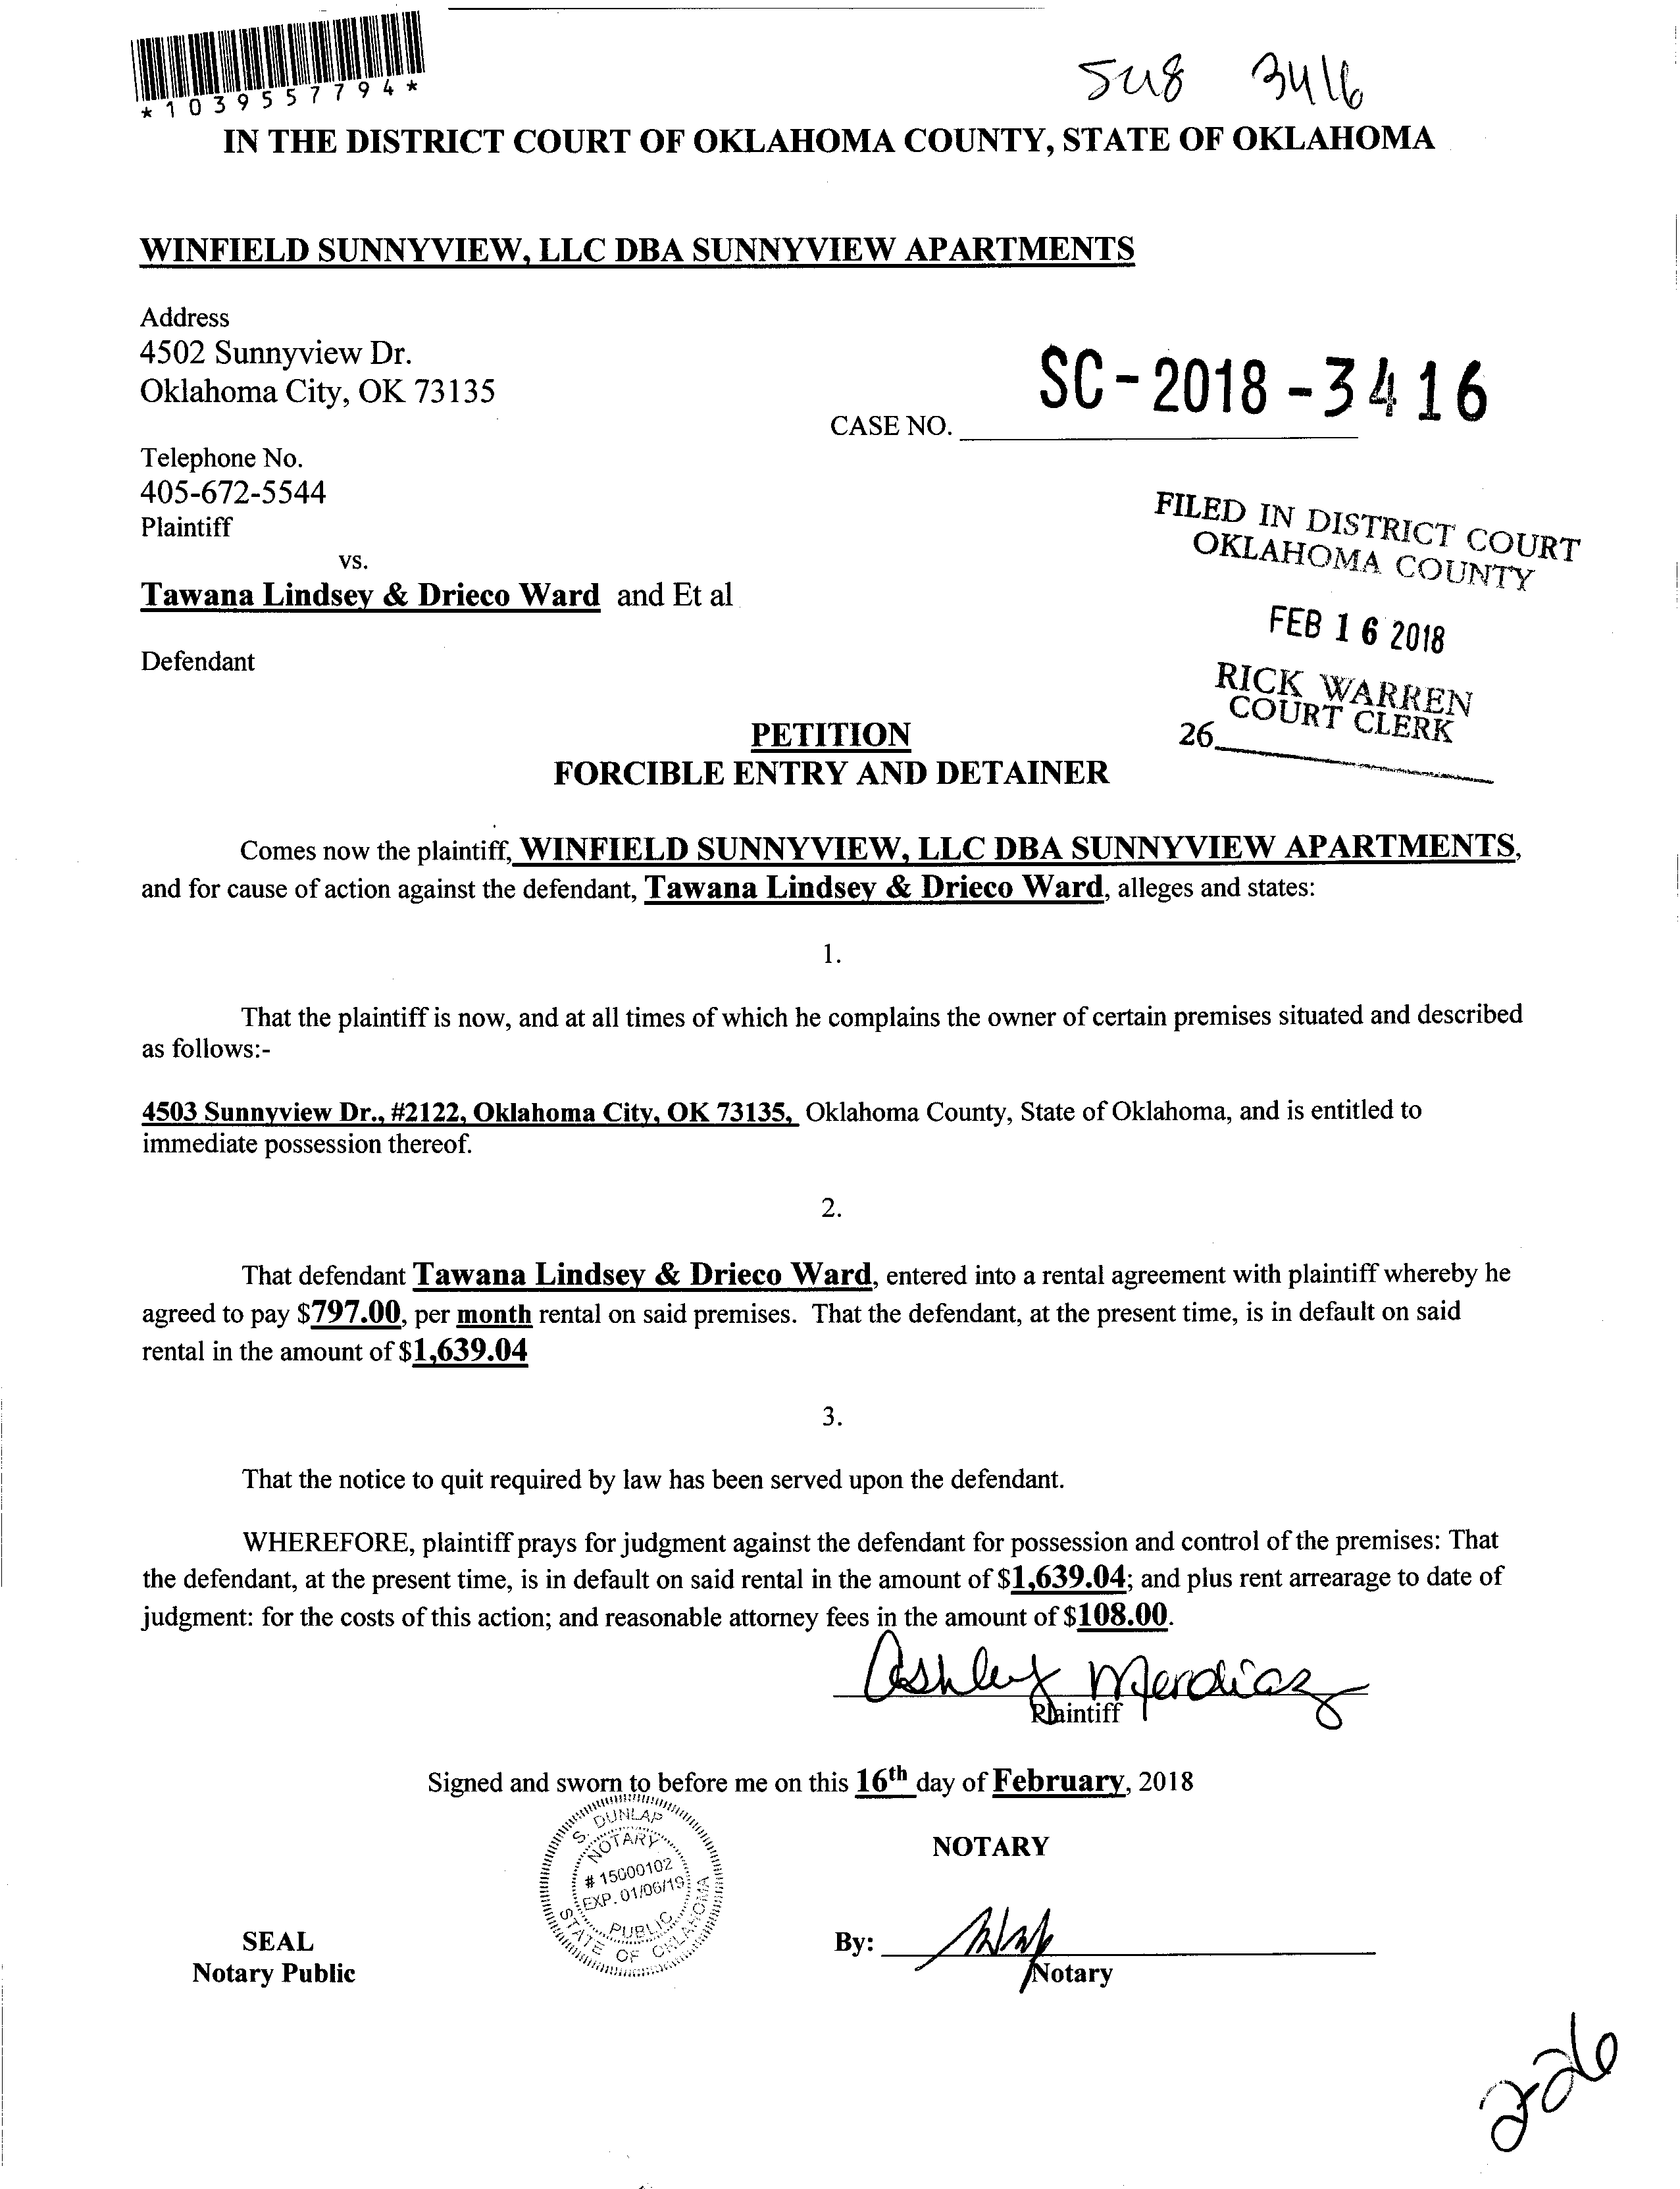 *1039557794*
548 3416
IN THE DISTRICT COURT OF OKLAHOMA COUNTY, STATE OF OKLAHOMA
WINFIELD SUNNYVIEW, LLC DBA SUNNYVIEW APARTMENTS
Address
4502 Sunnyview Dr.
Oklahoma City, OK 73135
SC-2018-3416
CASE NO.
Telephone No.
405-672-5544
Plaintiff
vs.
Tawana Lindsey & Drieco Ward and Et al
Defendant
FILED IN DISTRICT COURT
OKLAHOMA COUNTY
FEB 16 2018
RICK WARREN
COURT CLERK
26
PETITION
FORCIBLE ENTRY AND DETAINER
Comes now the plaintiff, WINFIELD SUNNYVIEW, LLC DBA SUNNYVIEW APARTMENTS,
and for cause of action against the defendant, Tawana Lindsey & Drieco Ward, alleges and states:
1.
That the plaintiff is now, and at all times of which he complains the owner of certain premises situated and described
as follows:-
4503 Sunnyview Dr., #2122, Oklahoma City, OK 73135, Oklahoma County, State of Oklahoma, and is entitled to
immediate possession thereof.
2.
That defendant Tawana Lindsey & Drieco Ward, entered into a rental agreement with plaintiff whereby he
agreed to pay $797.00, per month rental on said premises. That the defendant, at the present time, is in default on said
rental in the amount of $1,639.04
3.
That the notice to quit required by law has been served upon the defendant.
WHEREFORE, plaintiff prays for judgment against the defendant for possession and control of the premises: That
the defendant, at the present time, is in default on said rental in the amount of $1,639.04; and plus rent arrearage to date of
judgment: for the costs of this action; and reasonable attorney fees in the amount of $108.00.
Ashley Merdiaz
Plaintiff
Signed and sworn to before me on this 16th day of February, 2018
S. DUNLAP
NOTARY
# 15000102
EXP. 01/06/19
PUBLIC
STATE OF OKLAHOMA
NOTARY
SEAL
By:
Notary Public
Notary
226